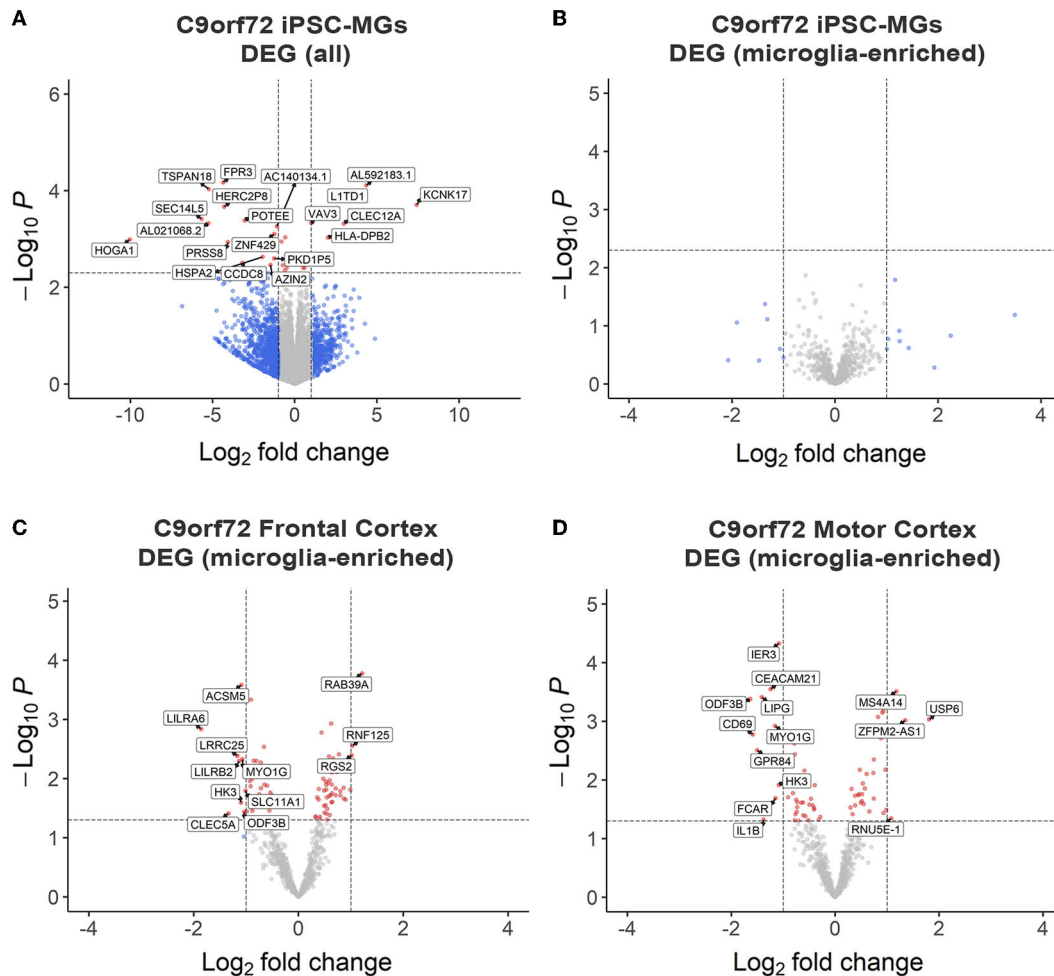 A
C9orf72 iPSC-MGs
DEG (all)
6
4
2
0
−Log10 P
-10
-5
0
5
10
Log2 fold change
TSPAN18
FPR3
AC140134.1
AL592183.1
HERC2P8
L1TD1
KCNK17
SEC14L5
POTEE
VAV3
CLEC12A
AL021068.2
ZNF429
HLA-DPB2
HOGA1
PRSS8
PKD1P5
HSPA2
CCDC8
AZIN2
B
C9orf72 iPSC-MGs
DEG (microglia-enriched)
5
4
3
2
1
0
−Log10 P
-4
-2
0
2
4
Log2 fold change
C
C9orf72 Frontal Cortex
DEG (microglia-enriched)
5
4
3
2
1
0
−Log10 P
-4
-2
0
2
4
Log2 fold change
ACSM5
RAB39A
LILRA6
LRRC25
RNF125
LILRB2
MYO1G
RGS2
HK3
SLC11A1
CLEC5A
ODF3B
D
C9orf72 Motor Cortex
DEG (microglia-enriched)
5
4
3
2
1
0
−Log10 P
-4
-2
0
2
4
Log2 fold change
IER3
CEACAM21
ODF3B
LIPG
MS4A14
USP6
CD69
MYO1G
ZFPM2-AS1
GPR84
HK3
FCAR
IL1B
RNU5E-1